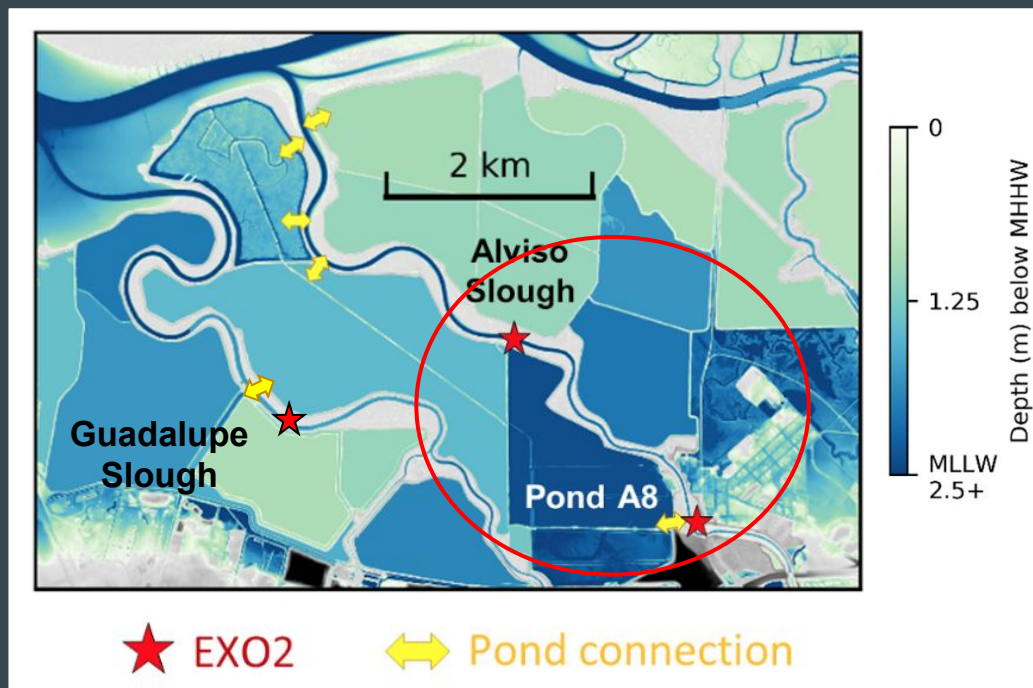 2 km
Alviso
Slough
Guadalupe
Slough
Pond A8
0
1.25
MLLW
2.5+
Depth (m) below MHHW
EXO2
Pond connection